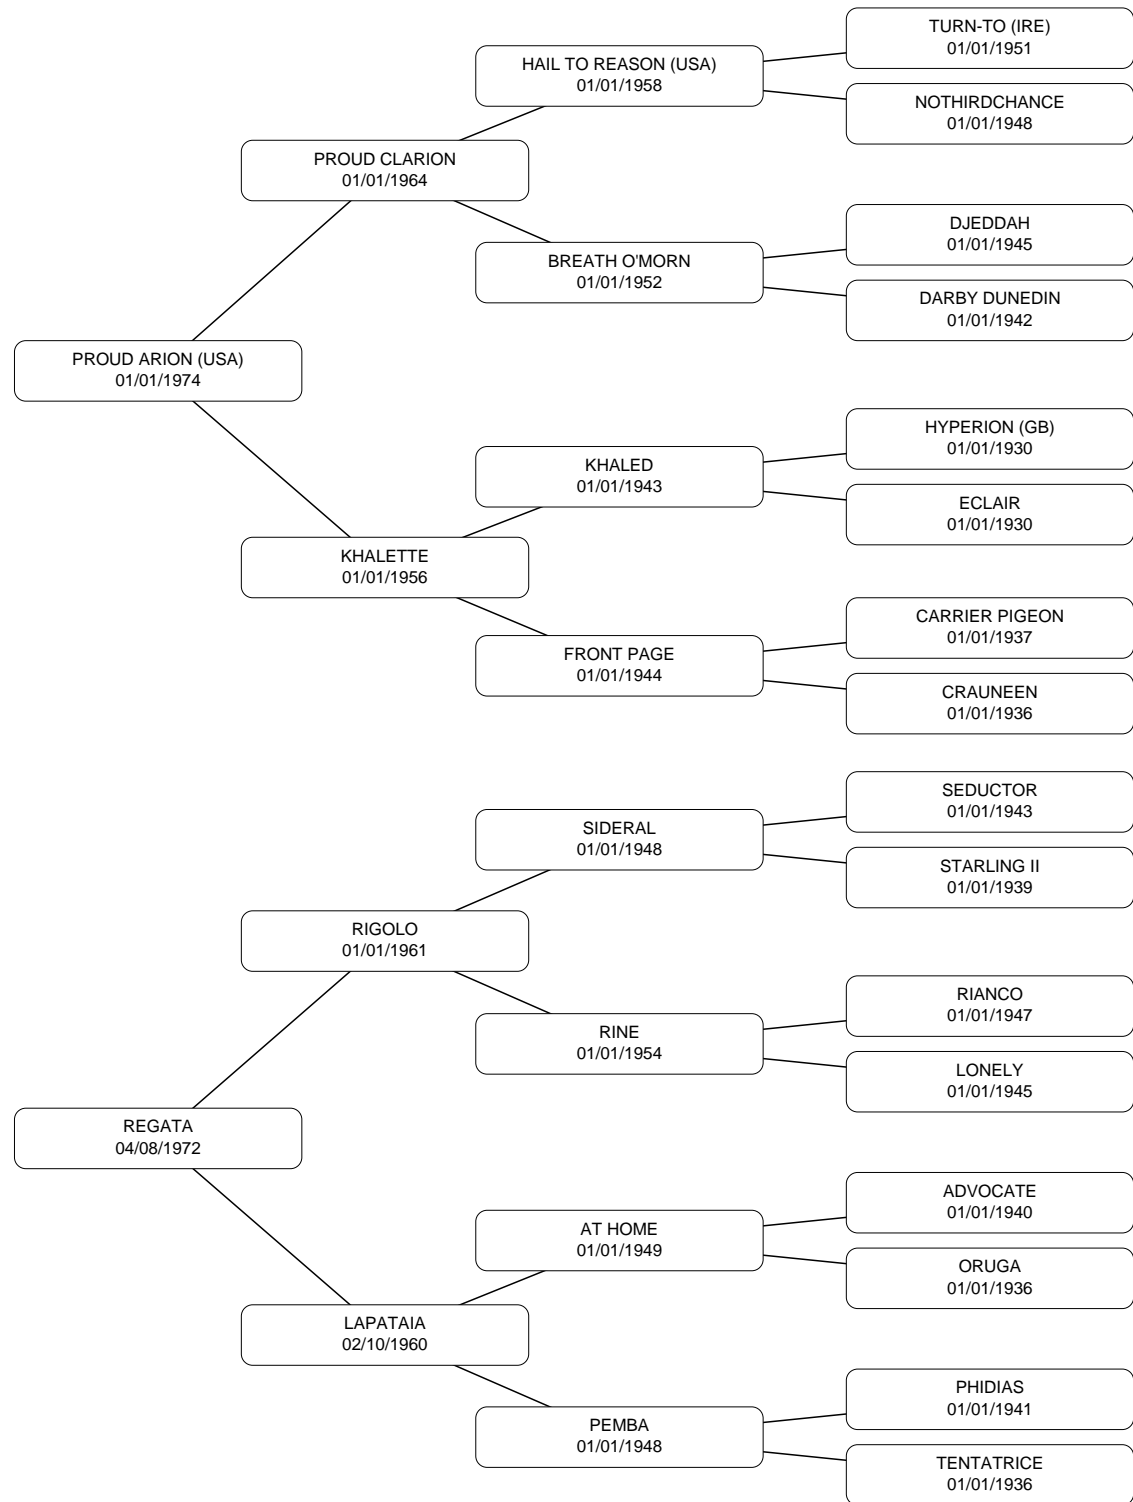 TURN-TO (IRE)
01/01/1951
HAIL TO REASON (USA)
01/01/1958
NOTHIRDCHANCE
01/01/1948
PROUD CLARION
01/01/1964
DJEDDAH
01/01/1945
BREATH O'MORN
01/01/1952
DARBY DUNEDIN
01/01/1942
PROUD ARION (USA)
01/01/1974
HYPERION (GB)
01/01/1930
KHALED
01/01/1943
ECLAIR
01/01/1930
KHALETTE
01/01/1956
CARRIER PIGEON
01/01/1937
FRONT PAGE
01/01/1944
CRAUNEEN
01/01/1936
SEDUCTOR
01/01/1943
SIDERAL
01/01/1948
STARLING II
01/01/1939
RIGOLO
01/01/1961
RIANCO
01/01/1947
RINE
01/01/1954
LONELY
01/01/1945
REGATA
04/08/1972
ADVOCATE
01/01/1940
AT HOME
01/01/1949
ORUGA
01/01/1936
LAPATAIA
02/10/1960
PHIDIAS
01/01/1941
PEMBA
01/01/1948
TENTATRICE
01/01/1936